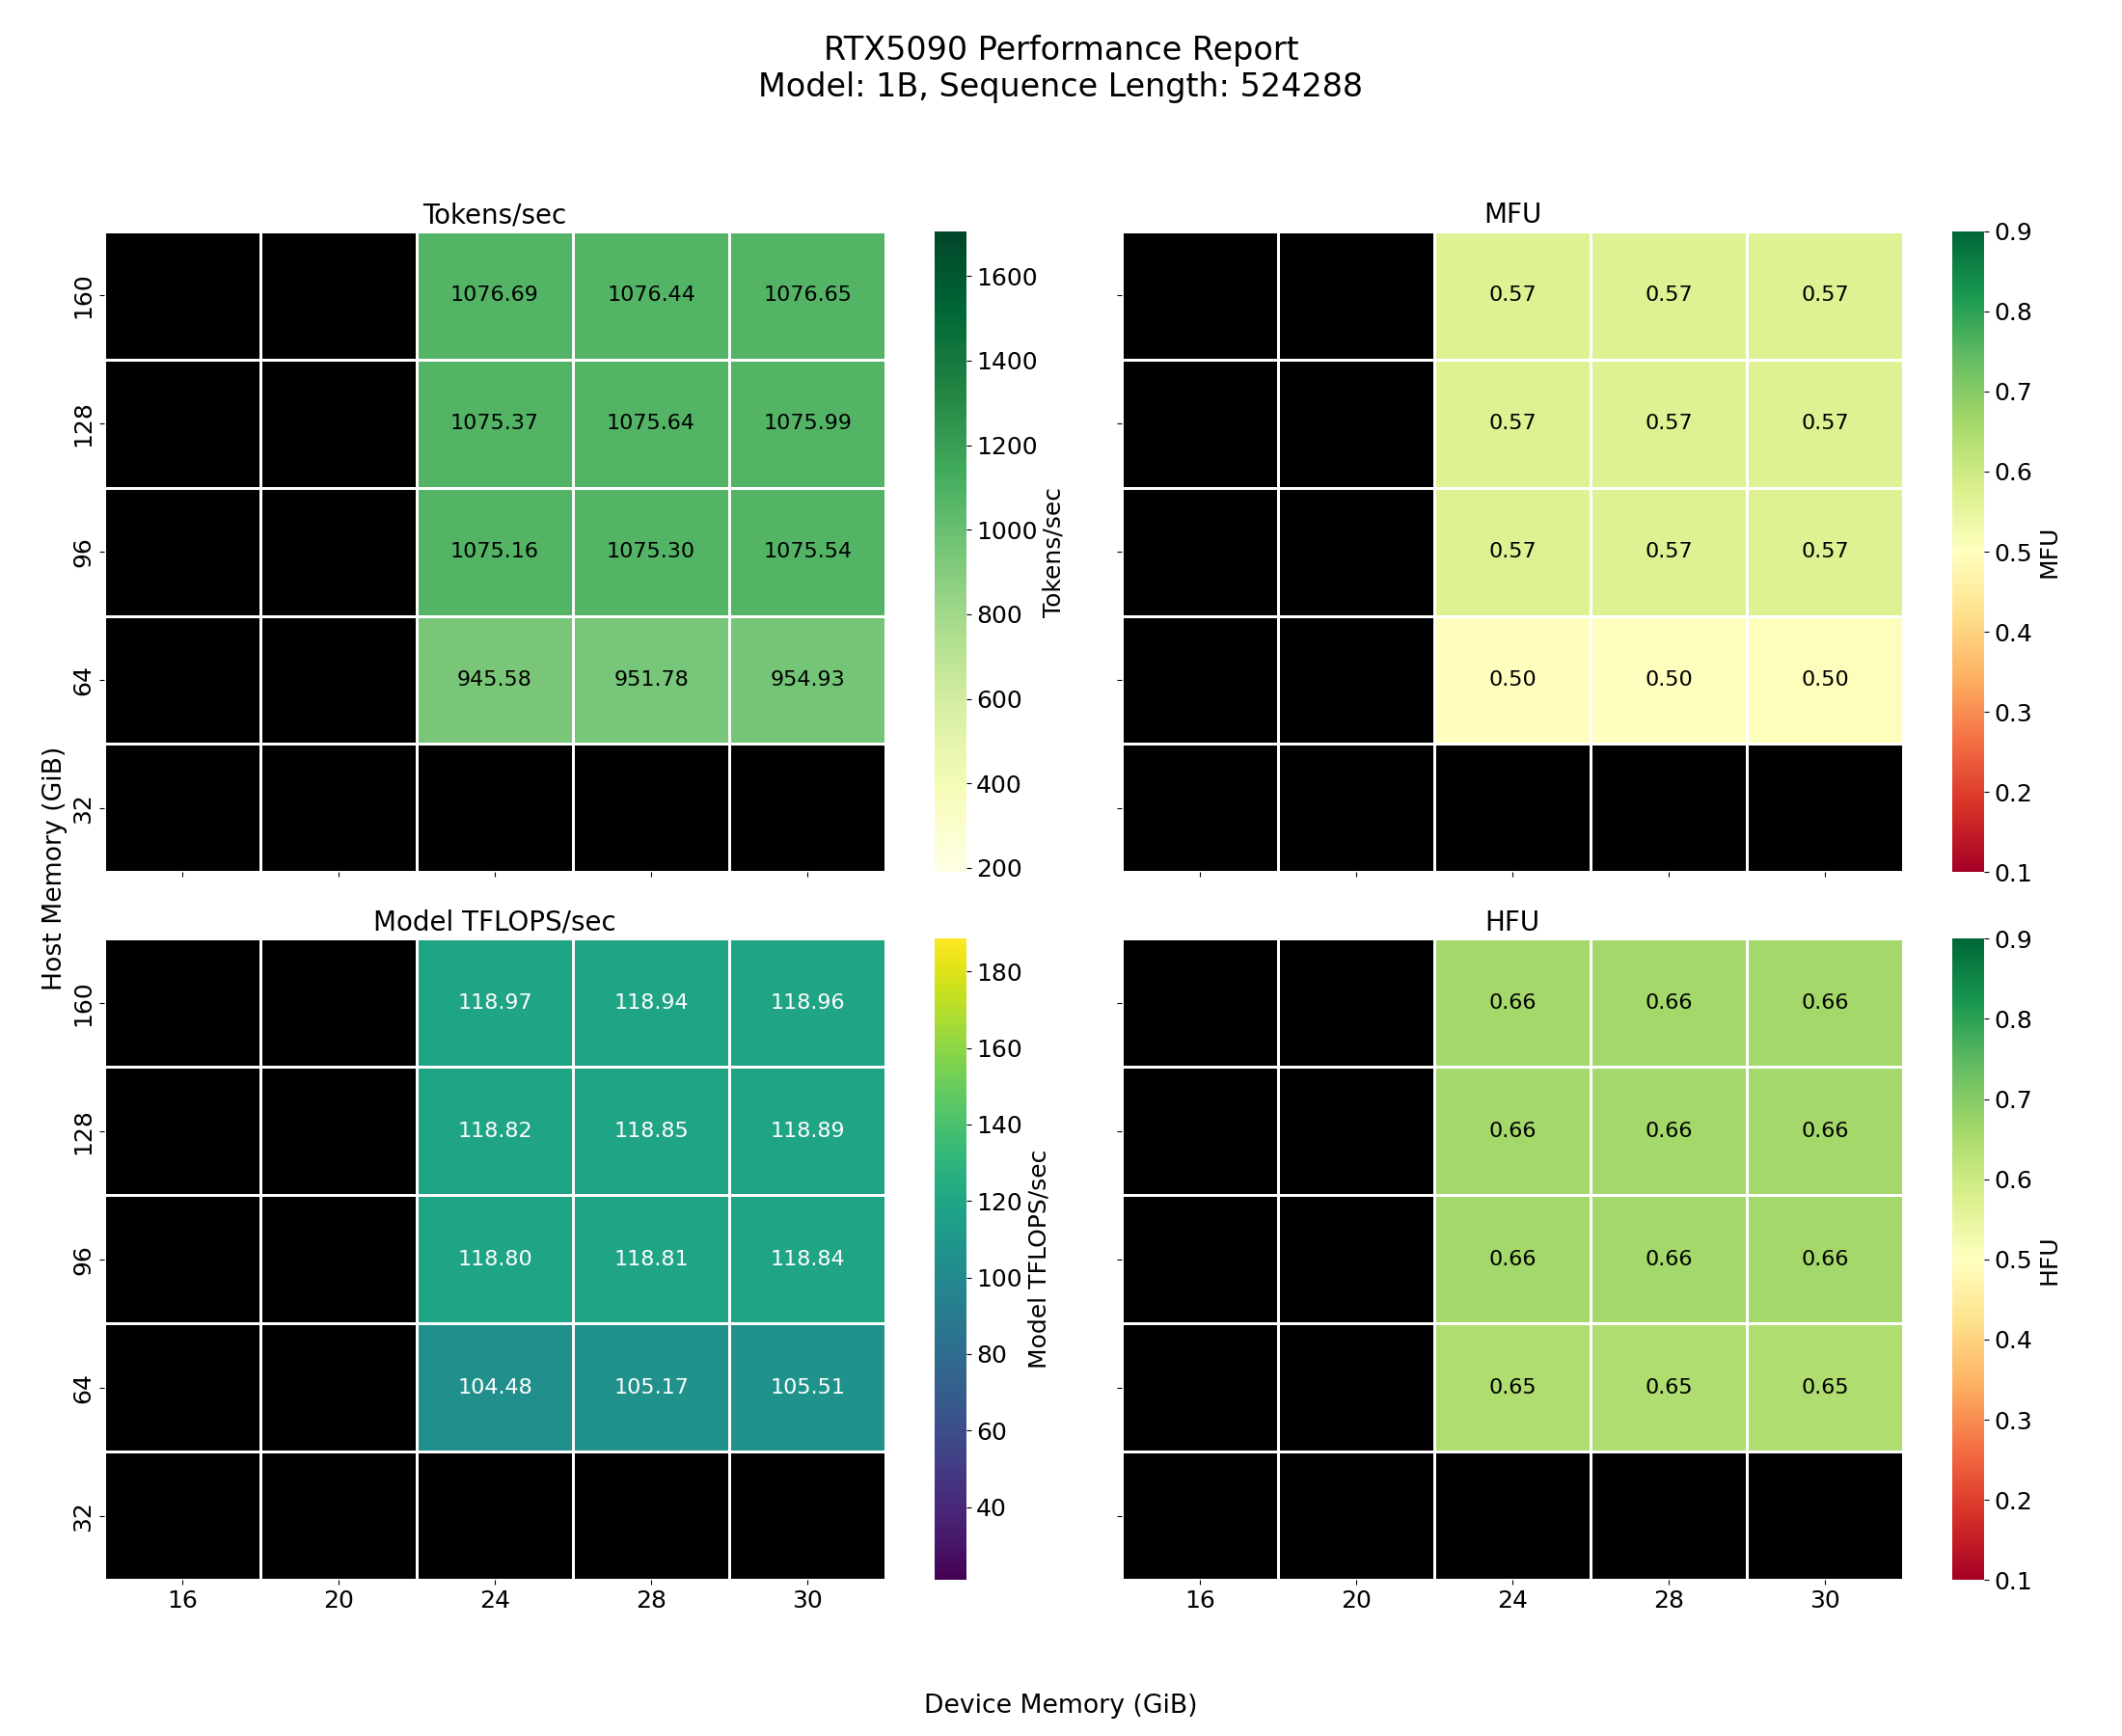 RTX5090 Performance Report
Model: 1B, Sequence Length: 524288
Tokens/sec
160
1076.69 1076.44 1076.65
128
1075.37 1075.64 1075.99
96
1075.16 1075.30 1075.54
64
945.58 951.78 954.93
32
1600
1400
1200
1000
800
600
400
200
Tokens/sec
MFU
0.57 0.57 0.57
0.57 0.57 0.57
0.57 0.57 0.57
0.50 0.50 0.50
0.9
0.8
0.7
0.6
0.5
0.4
0.3
0.2
0.1
MFU
Host Memory (GiB)
Model TFLOPS/sec
160
118.97 118.94 118.96
128
118.82 118.85 118.89
96
118.80 118.81 118.84
64
104.48 105.17 105.51
32
16 20 24 28 30
180
160
140
120
100
80
60
40
Model TFLOPS/sec
HFU
0.66 0.66 0.66
0.66 0.66 0.66
0.66 0.66 0.66
0.65 0.65 0.65
16 20 24 28 30
0.9
0.8
0.7
0.6
0.5
0.4
0.3
0.2
0.1
HFU
Device Memory (GiB)